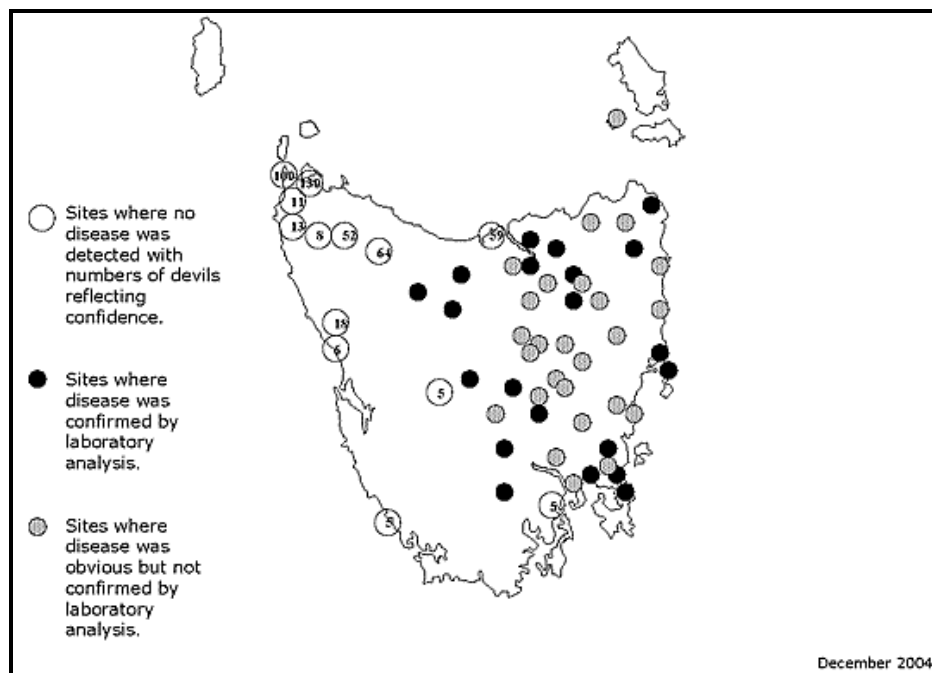 100
130
11
13
8
52
64
59
18
6
5
5
5
Sites where no
disease was
detected with
numbers of devils
reflecting
confidence.
Sites where
disease was
confirmed by
laboratory
analysis.
Sites where
disease was
obvious but not
confirmed by
laboratory
analysis.
December 2004